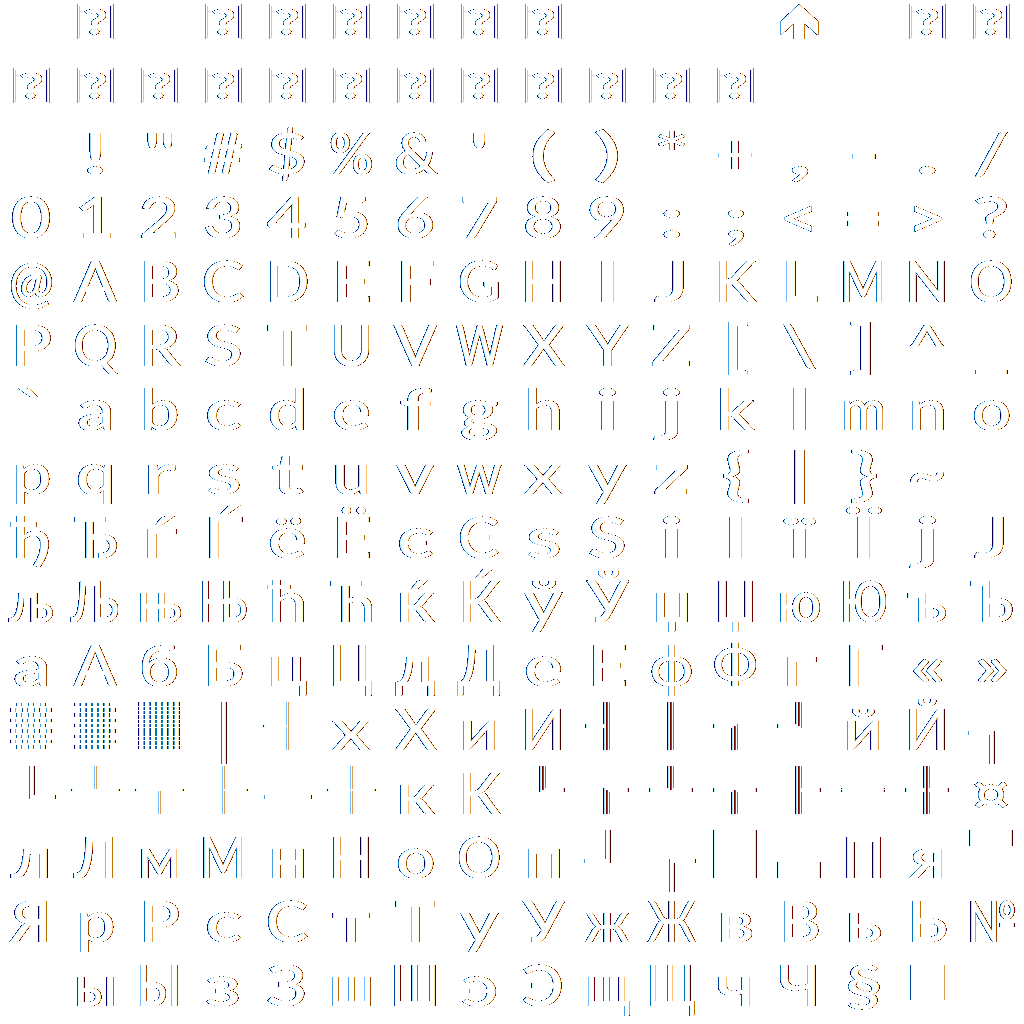 ! " # $ % & ' ( ) * + , - . /
0 1 2 3 4 5 6 7 8 9 : ; < = > ?
@ A B C D E F G H I J K L M N O
P Q R S T U V W X Y Z [ \ ] ^ _
` a b c d e f g h i j k l m n o
p q r s t u v w x y z { | } ~
ђ Ђ ѓ Ѓ ё Ё є Є ѕ Ѕ і І ї Ї ј Ј
љ Љ њ Њ ћ Ћ ќ Ќ ў Ў џ Џ ю Ю ъ Ъ
а А б Б ц Ц д Д е Е ф Ф г Г « »
░ ▒ ▓ │ ┤ х Х и И ╣ ║ ╗ ╝ й Й ┐
└ ┴ ┬ ├ ─ ┼ к К ╚ ╔ ╩ ╦ ╠ ═ ╬ ¤
л Л м М н Н о О п ┘ ┌ █ ▄ П я ▀
Я р Р с С т Т у У ж Ж в В ь Ь №
ы Ы з З ш Ш э Э щ Щ ч Ч § ■